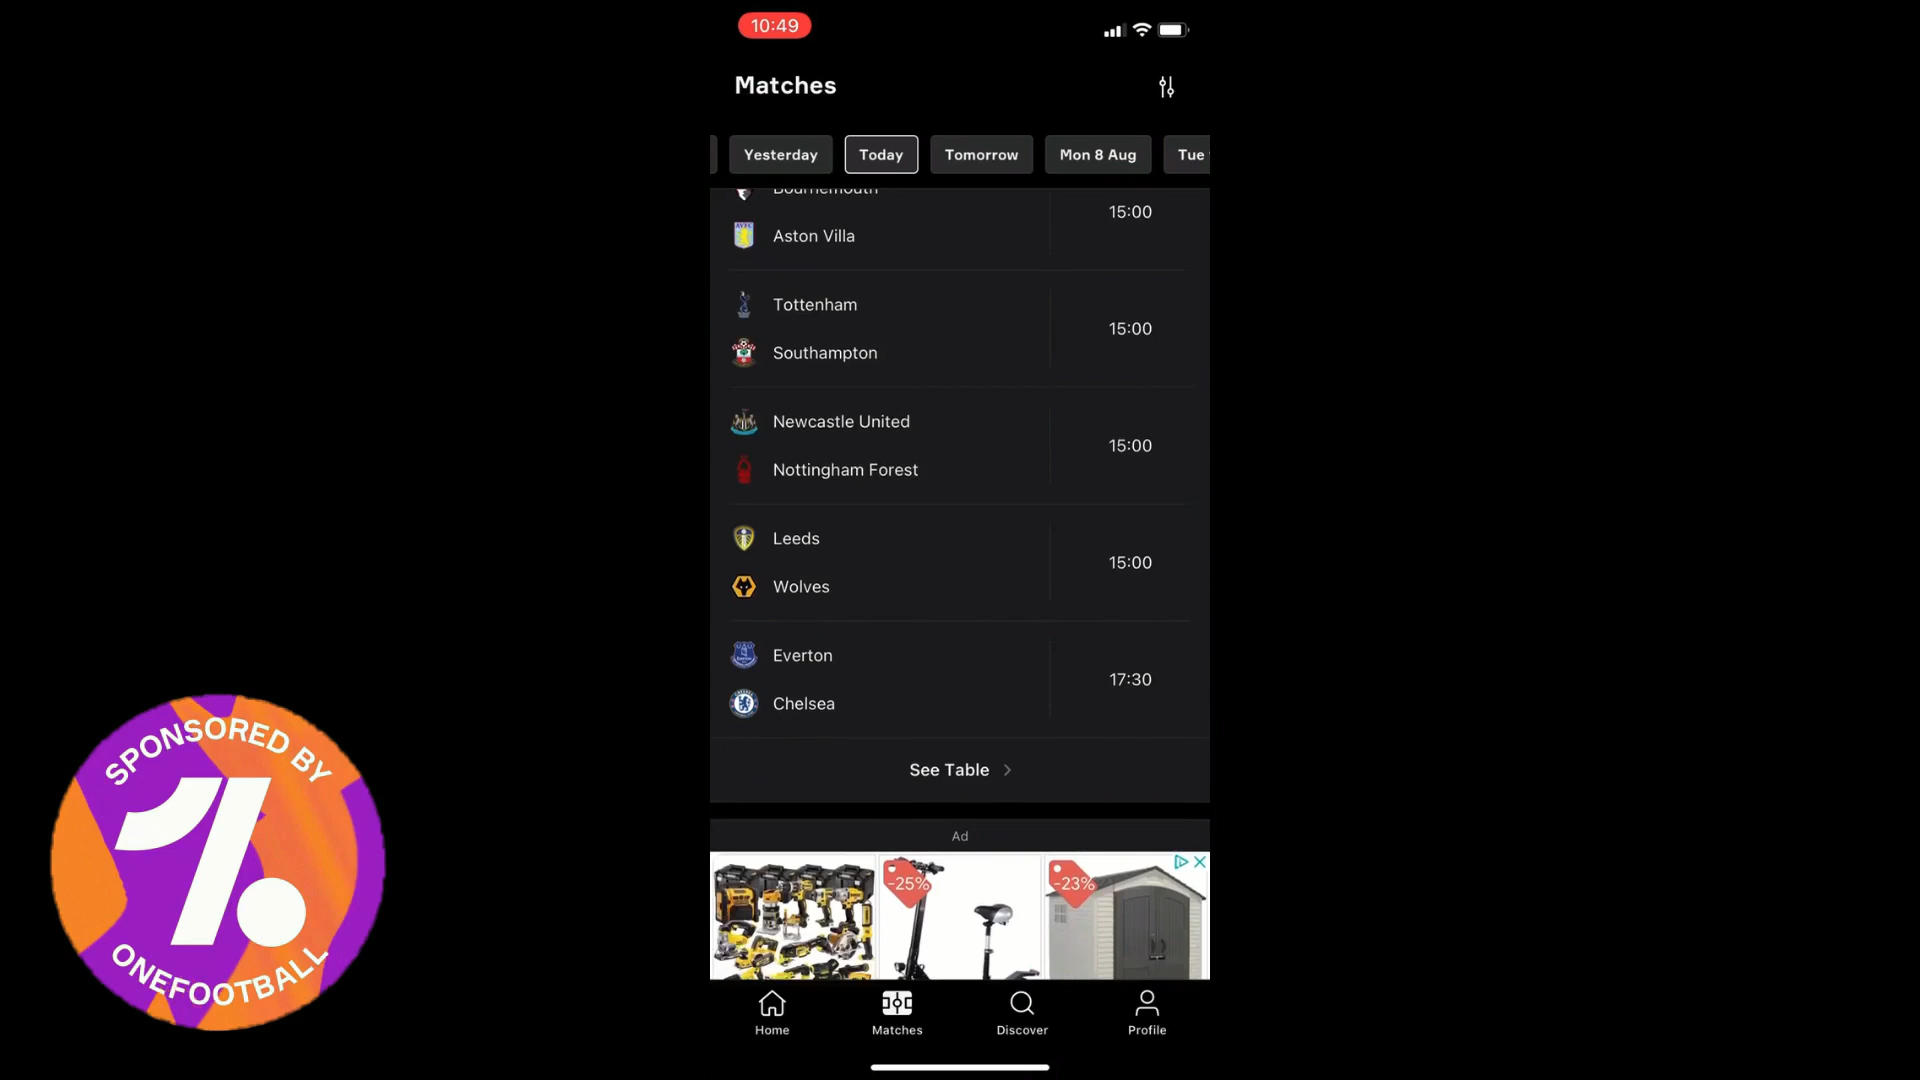 10:49
Matches
Yesterday
Today
Tomorrow
Mon 8 Aug
Tue
Bournemouth
15:00
Aston Villa
Tottenham
15:00
Southampton
Newcastle United
15:00
Nottingham Forest
Leeds
15:00
Wolves
Everton
17:30
Chelsea
See Table
Ad
-25%
-23%
Home
Matches
Discover
Profile
SPONSORED BY
ONEFOOTBALL